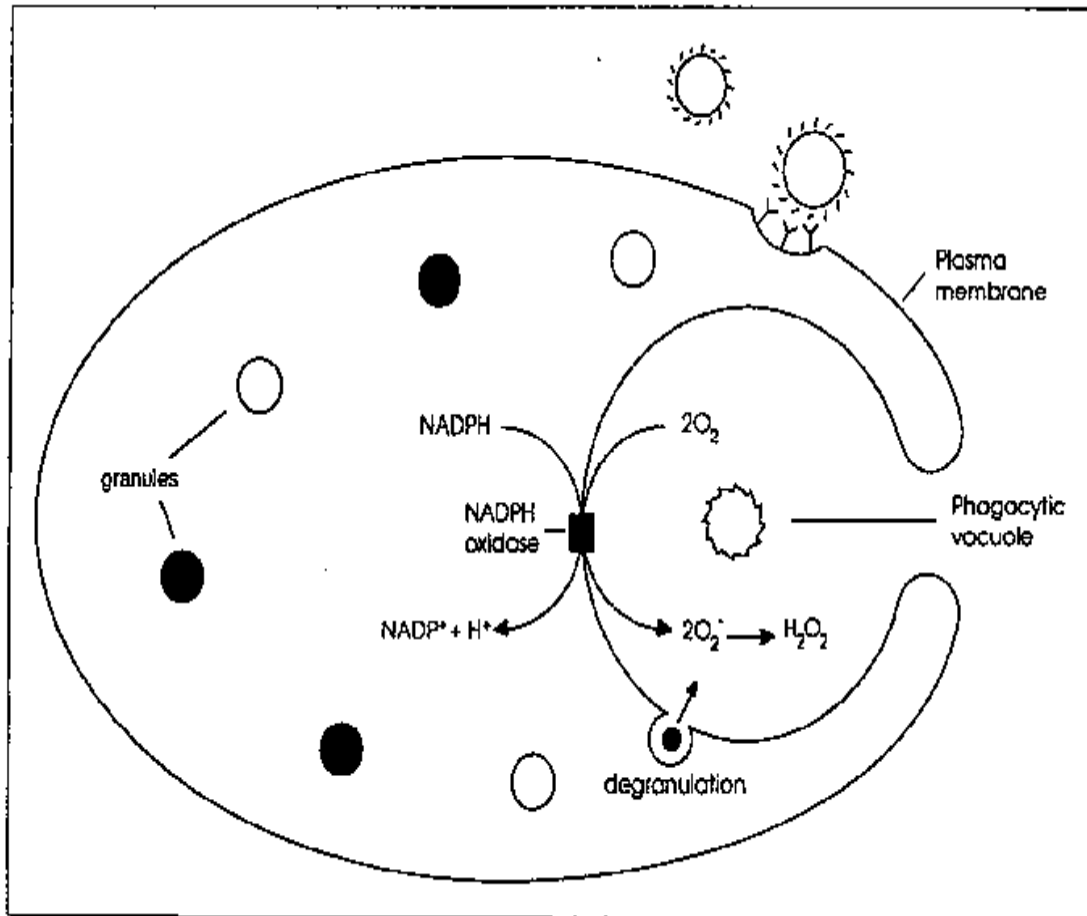 Plasma
membrane
NADPH
2O₂
granules
NADPH
oxidase
Phagocytic
vacuole
NADP⁺ + H⁺
2O₂⁻
H₂O₂
degranulation